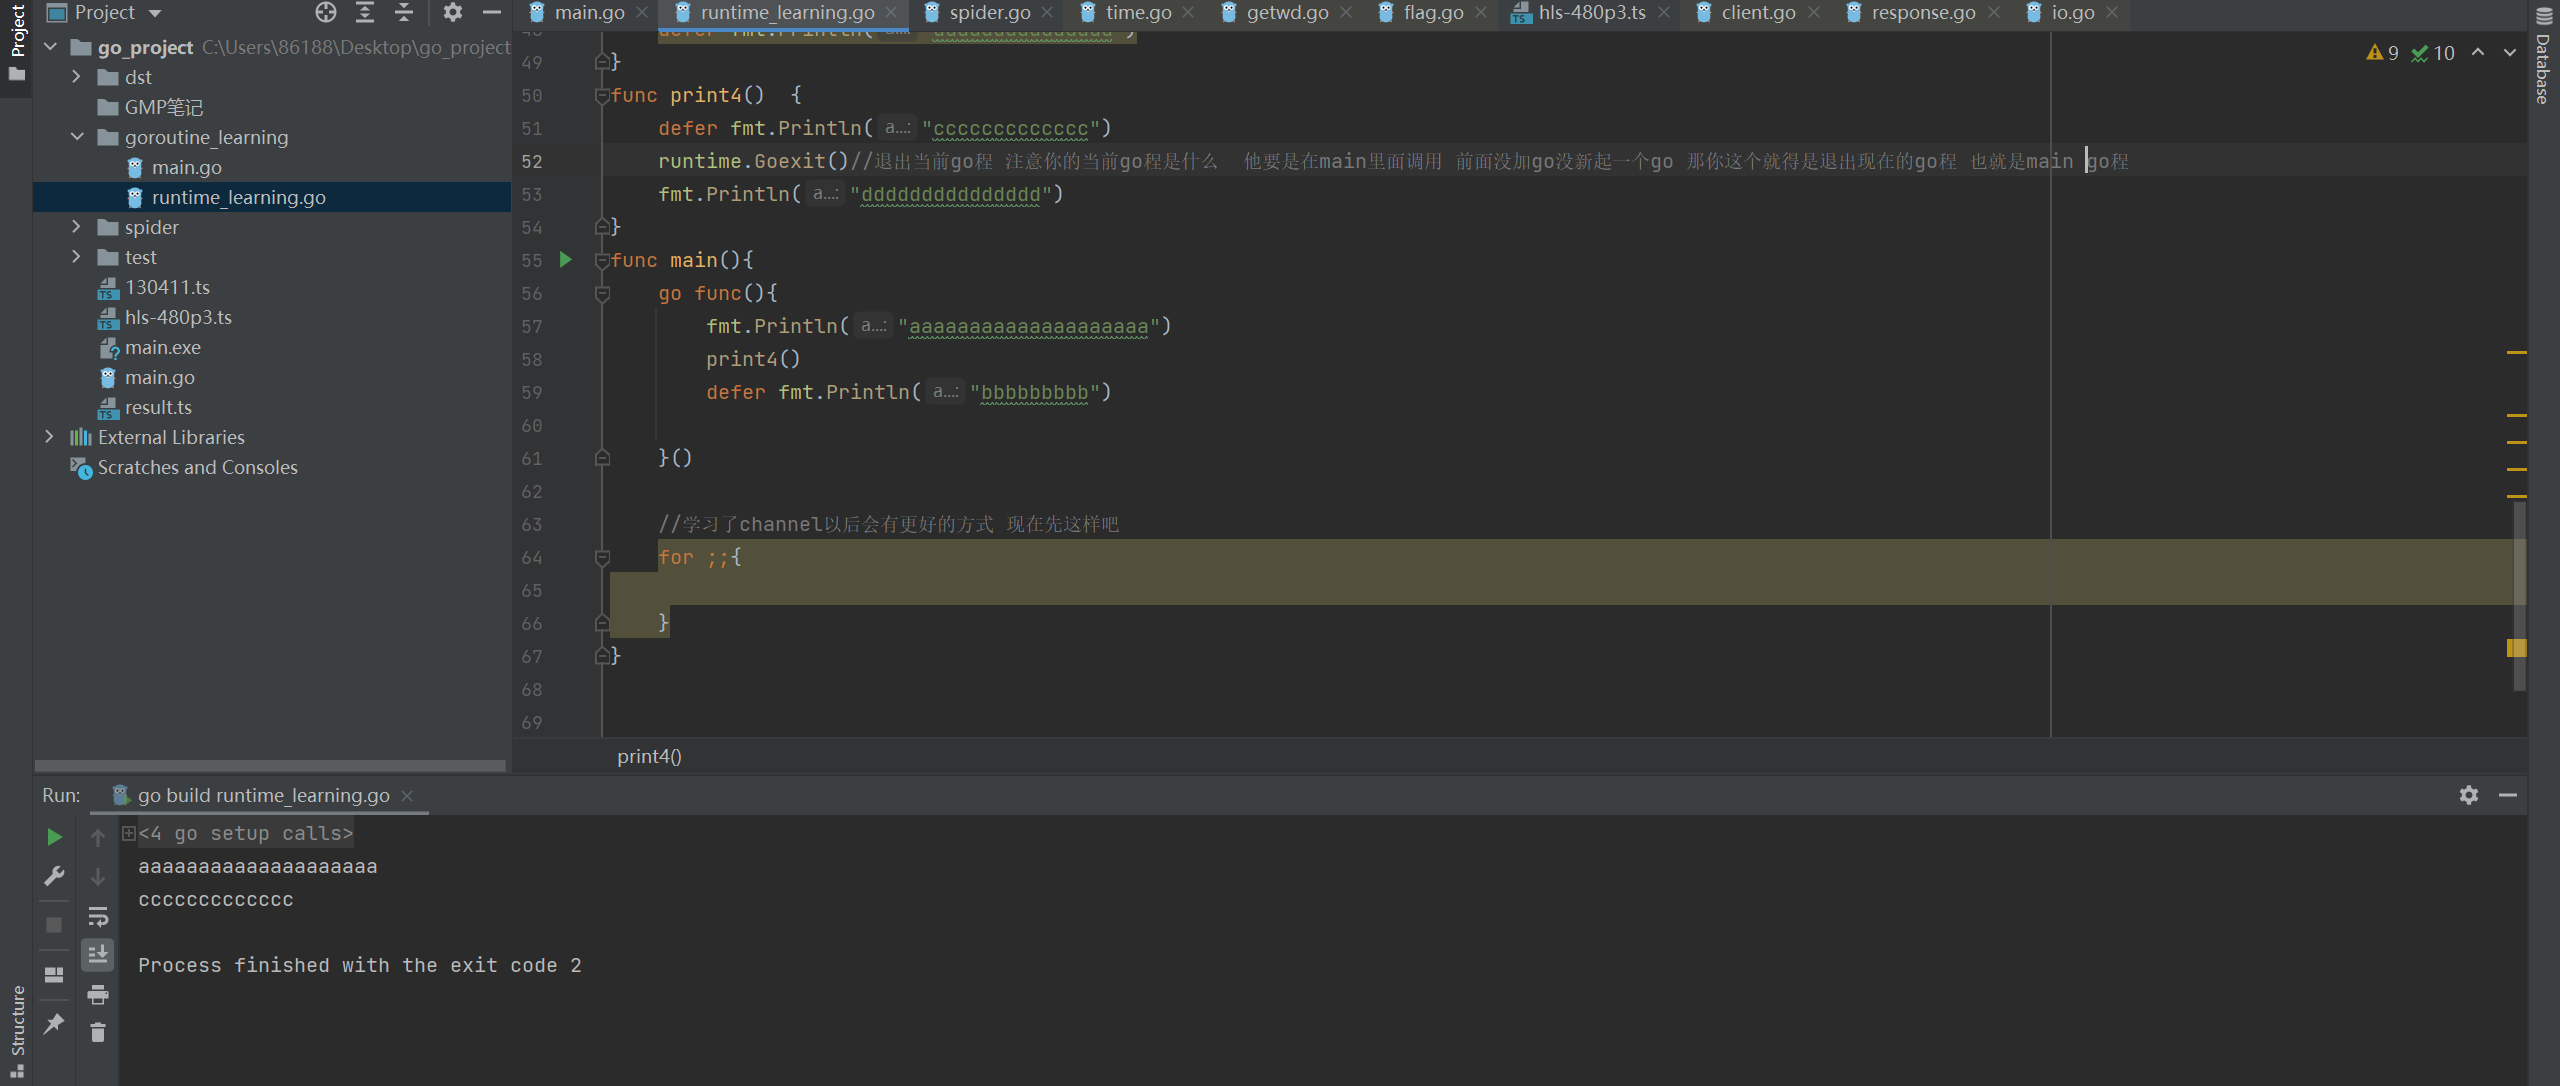 Project
Project
main.go
runtime_learning.go
spider.go
time.go
getwd.go
flag.go
hls-480p3.ts
client.go
response.go
io.go
Database
go_project C:\Users\86188\Desktop\go_project
dst
GMP笔记
goroutine_learning
main.go
runtime_learning.go
spider
test
130411.ts
hls-480p3.ts
main.exe
main.go
result.ts
External Libraries
Scratches and Consoles
9 10
48 defer fmt.Println( a...:
49 }
50 func print4()  {
51 defer fmt.Println( a...: "ccccccccccccc")
52 runtime.Goexit()//退出当前go程 注意你的当前go程是什么  他要是在main里面调用 前面没加go没新起一个go 那你这个就得是退出现在的go程 也就是main go程
53 fmt.Println( a...: "ddddddddddddddd")
54 }
55 func main(){
56 go func(){
57 fmt.Println( a...: "aaaaaaaaaaaaaaaaaaaa")
58 print4()
59 defer fmt.Println( a...: "bbbbbbbbb")
60
61 }()
62
63 //学习了channel以后会有更好的方式 现在先这样吧
64 for ;;{
65
66 }
67 }
68
69
print4()
Run: go build runtime_learning.go
<4 go setup calls>
aaaaaaaaaaaaaaaaaaaa
ccccccccccccc
Process finished with the exit code 2
Structure